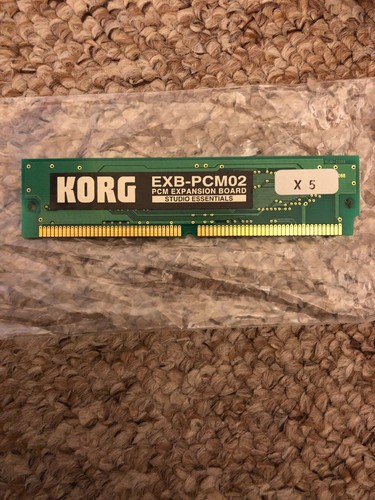 KORG
EXB-PCM02
PCM EXPANSION BOARD
STUDIO ESSENTIALS
X 5